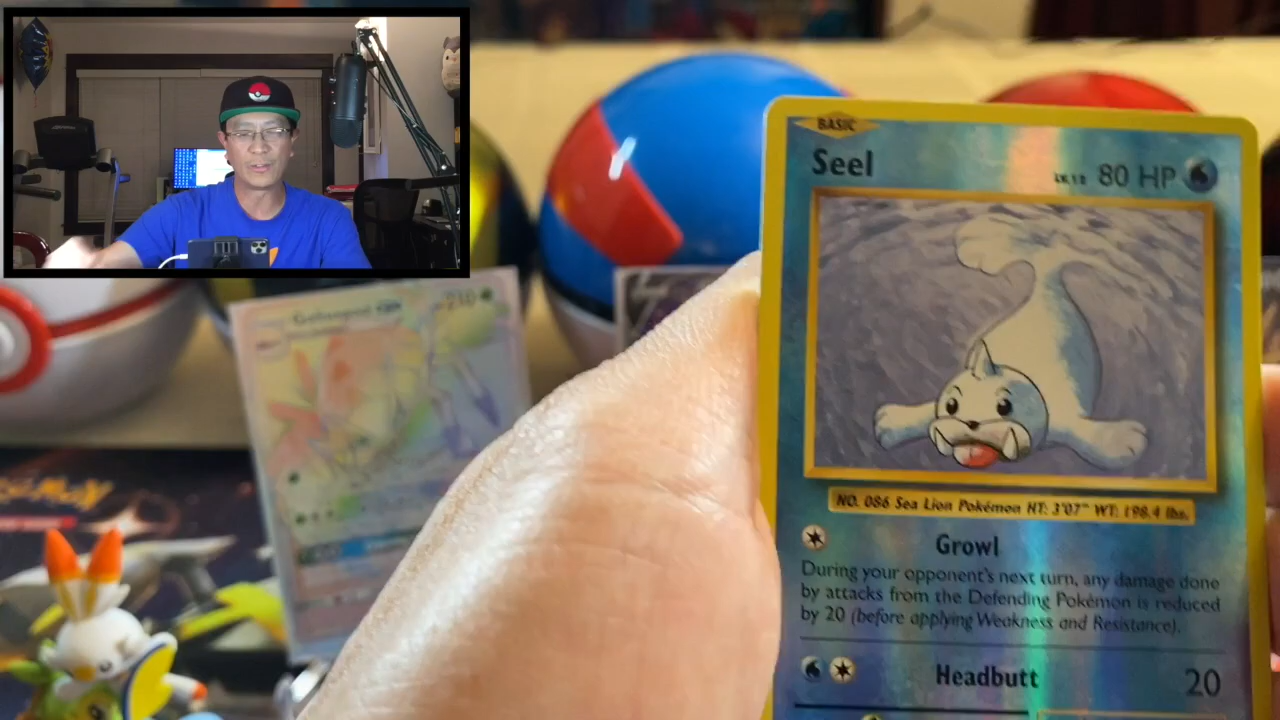 BASIC
Seel
LV.12 80 HP
NO. 086 Sea Lion Pokémon HT: 3'07" WT: 198.4 lbs.
Growl
During your opponent's next turn, any damage done
by attacks from the Defending Pokémon is reduced
by 20 (before applying Weakness and Resistance).
Headbutt 20
210